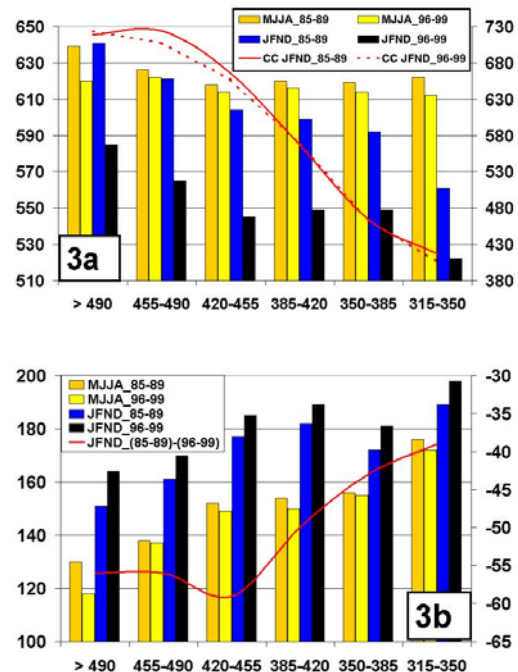 650
630
610
590
570
550
530
510
MJJA_85-89 MJJA_96-99
JFND_85-89 JFND_96-99
CC JFND_85-89 CC JFND_96-99
730
680
630
580
530
480
430
380
3a
> 490 455-490 420-455 385-420 350-385 315-350
200
180
160
140
120
100
MJJA_85-89
MJJA_96-99
JFND_85-89
JFND_96-99
JFND_(85-89)-(96-99)
-30
-35
-40
-45
-50
-55
-60
-65
3b
> 490 455-490 420-455 385-420 350-385 315-350